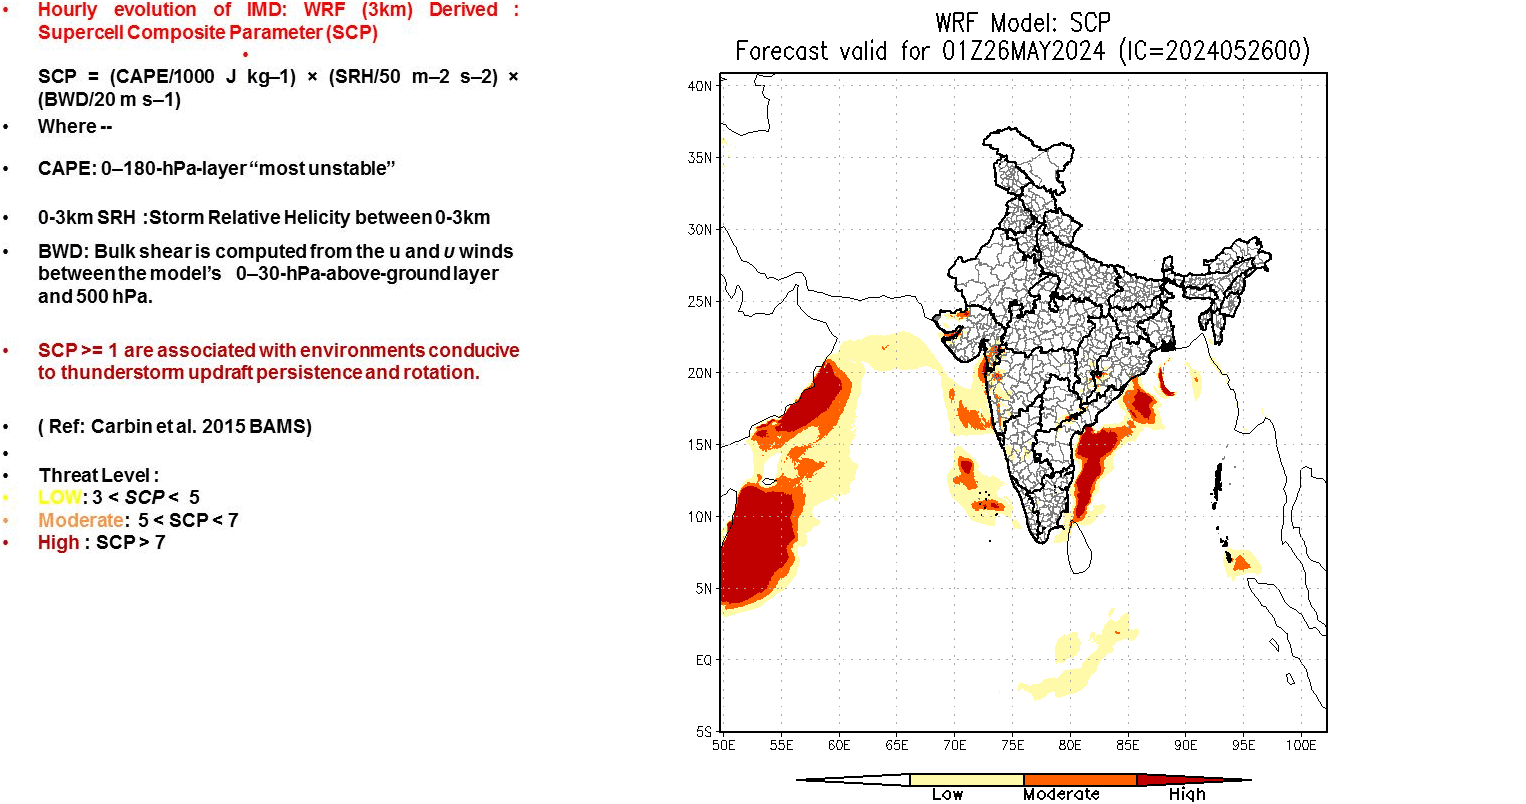 • Hourly evolution of IMD: WRF (3km) Derived :
Supercell Composite Parameter (SCP)
•
SCP = (CAPE/1000 J kg–1) × (SRH/50 m–2 s–2) ×
(BWD/20 m s–1)
• Where --
• CAPE: 0–180-hPa-layer “most unstable”
• 0-3km SRH :Storm Relative Helicity between 0-3km
• BWD: Bulk shear is computed from the u and υ winds
between the model’s 0–30-hPa-above-ground layer
and 500 hPa.
• SCP >= 1 are associated with environments conducive
to thunderstorm updraft persistence and rotation.
• ( Ref: Carbin et al. 2015 BAMS)
•
• Threat Level :
• LOW: 3 < SCP < 5
• Moderate: 5 < SCP < 7
• High : SCP > 7
WRF Model: SCP
Forecast valid for 01Z26MAY2024 (IC=2024052600)
40N
35N
30N
25N
20N
15N
10N
5N
EQ
5S
50E 55E 60E 65E 70E 75E 80E 85E 90E 95E 100E
Low Moderate High